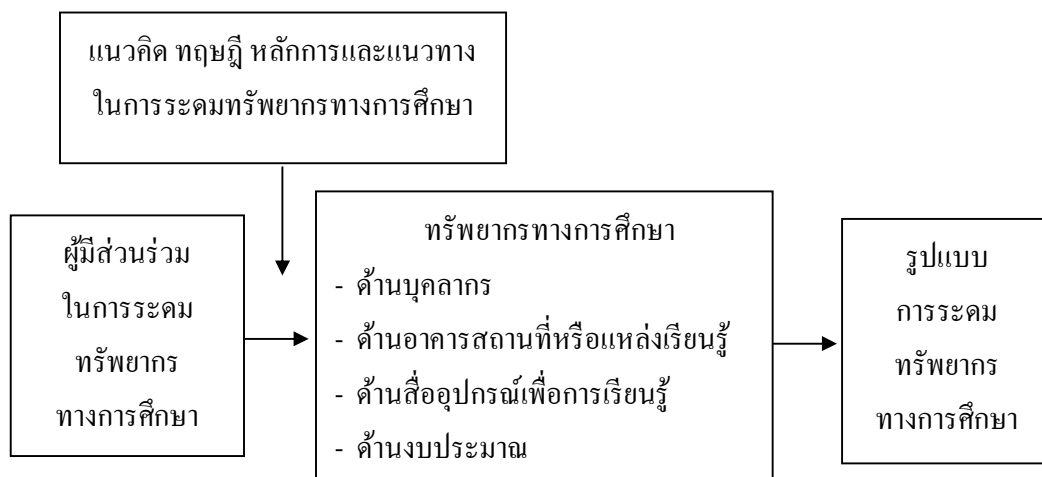 แนวคิด ทฤษฎี หลักการและแนวทาง
ในการระดมทรัพยากรทางการศึกษา
ผู้มีส่วนร่วม
ในการระดม
ทรัพยากร
ทางการศึกษา
ทรัพยากรทางการศึกษา
- ด้านบุคลากร
- ด้านอาคารสถานที่หรือแหล่งเรียนรู้
- ด้านสื่ออุปกรณ์เพื่อการเรียนรู้
- ด้านงบประมาณ
รูปแบบ
การระดม
ทรัพยากร
ทางการศึกษา